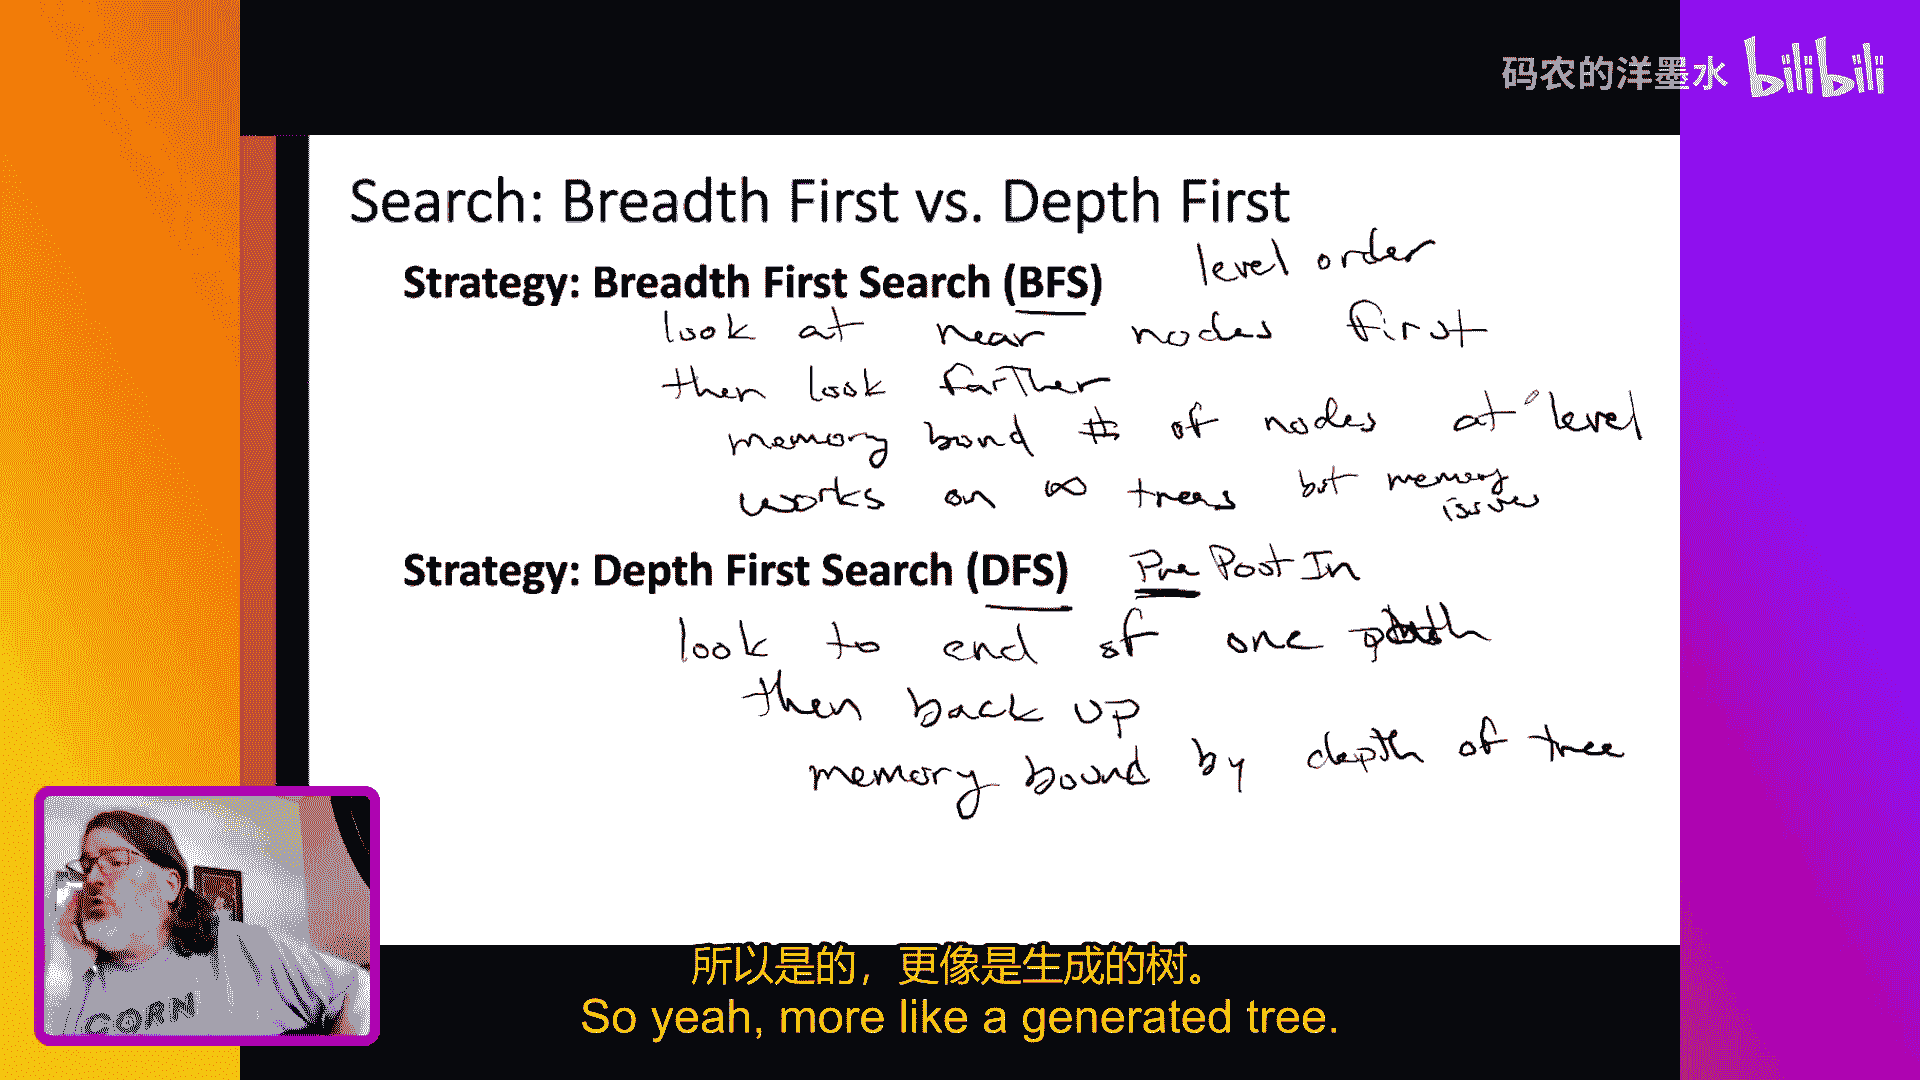 码农的洋墨水 bilibili
Search: Breadth First vs. Depth First
level order
Strategy: Breadth First Search (BFS)
look at near nodes first
then look farther
memory bond # of nodes at level
works on ∞ trees but memory
issues
Strategy: Depth First Search (DFS) Pre Post In
look to end of one path
then back up
memory bound by depth of tree
CORN
所以是的，更像是生成的树。
So yeah, more like a generated tree.